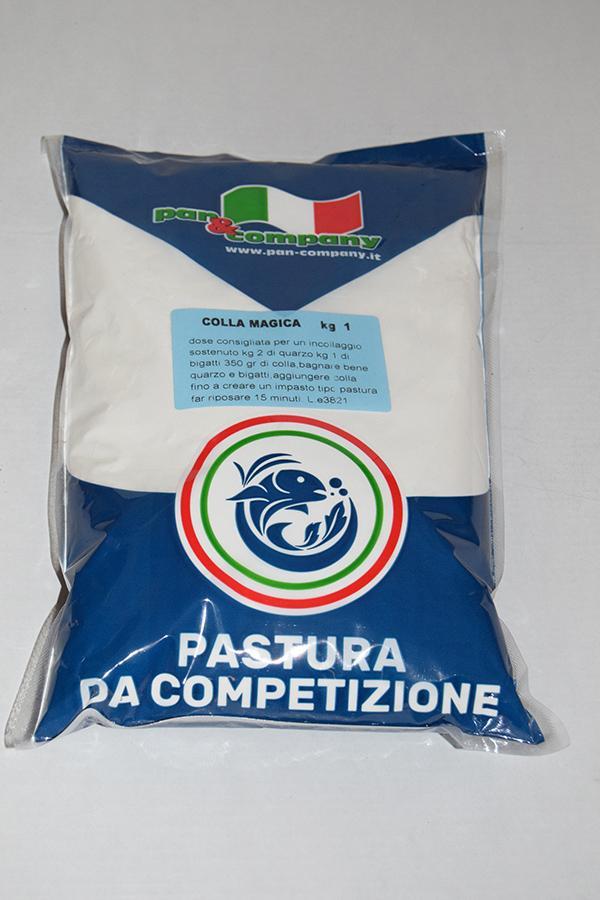 pan & company
www.pan-company.it
COLLA MAGICA kg 1
dose consigliata per un incollaggio
sostenuto kg 2 di quarzo kg 1 di
bigatti 350 gr di colla,bagnare bene
quarzo e bigatti,aggiungere colla
fino a creare un impasto tipo pastura
far riposare 15 minuti. L.e3821
PASTURA
DA COMPETIZIONE